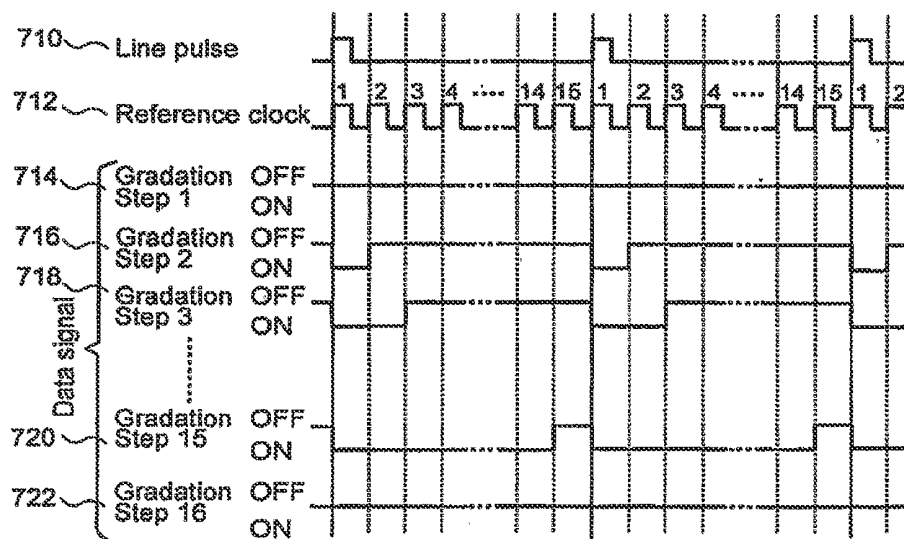 710 Line pulse
712 Reference clock
1 2 3 4 ···· 14 15 1 2 3 4 ···· 14 15 1 2
Data signal
714 Gradation Step 1 OFF ON
716 Gradation Step 2 OFF ON
718 Gradation Step 3 OFF ON
720 Gradation Step 15 OFF ON
722 Gradation Step 16 OFF ON